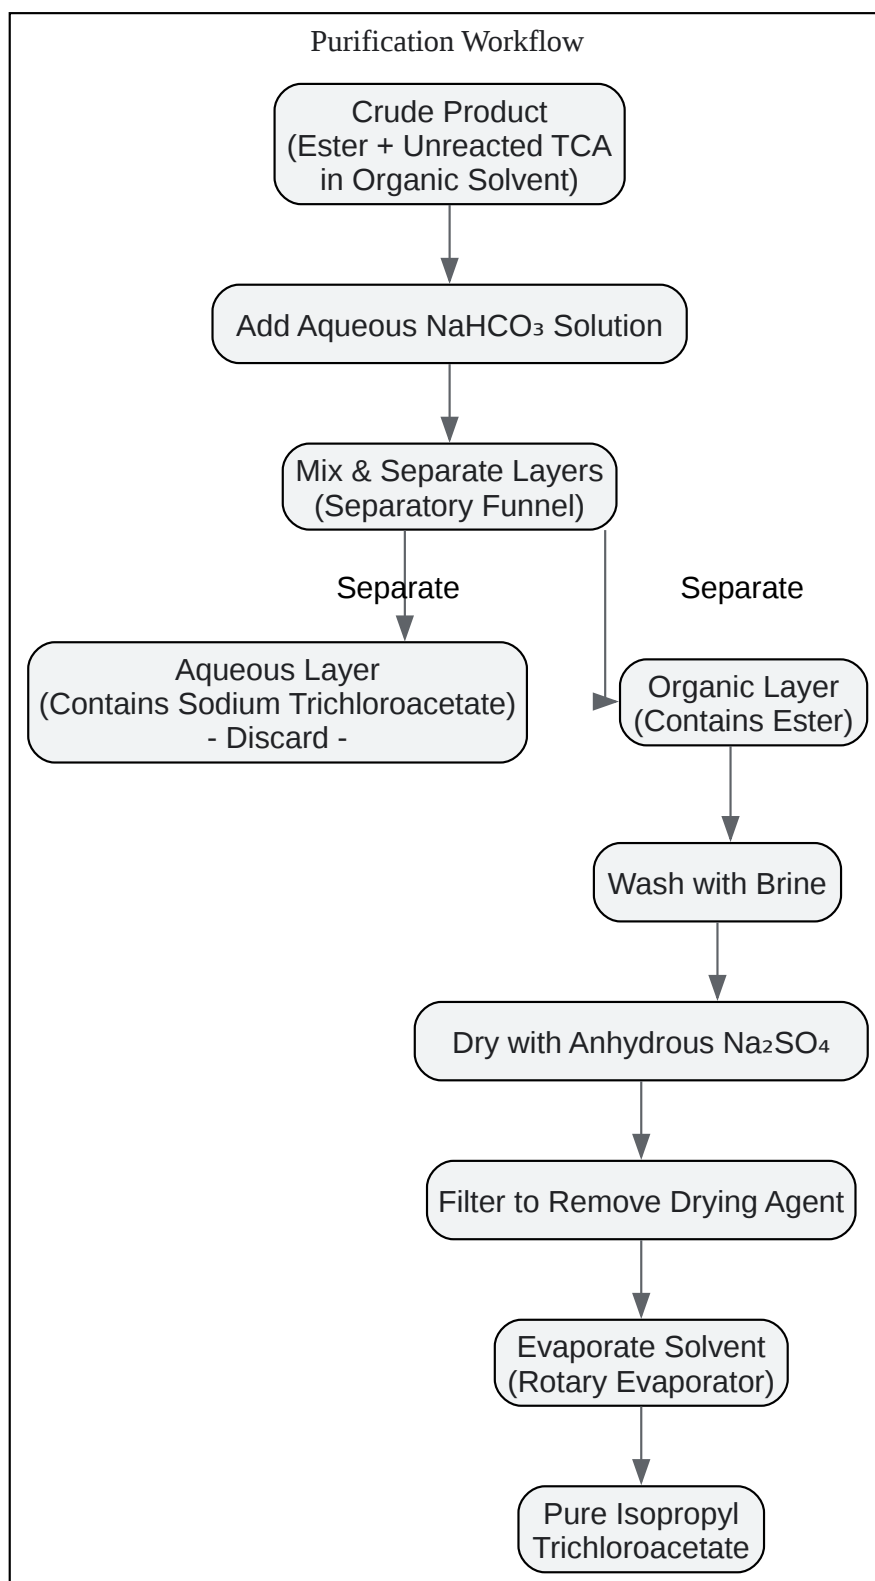 Purification Workflow
Crude Product
(Ester + Unreacted TCA
in Organic Solvent)
Add Aqueous NaHCO₃ Solution
Mix & Separate Layers
(Separatory Funnel)
Separate
Separate
Aqueous Layer
(Contains Sodium Trichloroacetate)
- Discard -
Organic Layer
(Contains Ester)
Wash with Brine
Dry with Anhydrous Na₂SO₄
Filter to Remove Drying Agent
Evaporate Solvent
(Rotary Evaporator)
Pure Isopropyl
Trichloroacetate